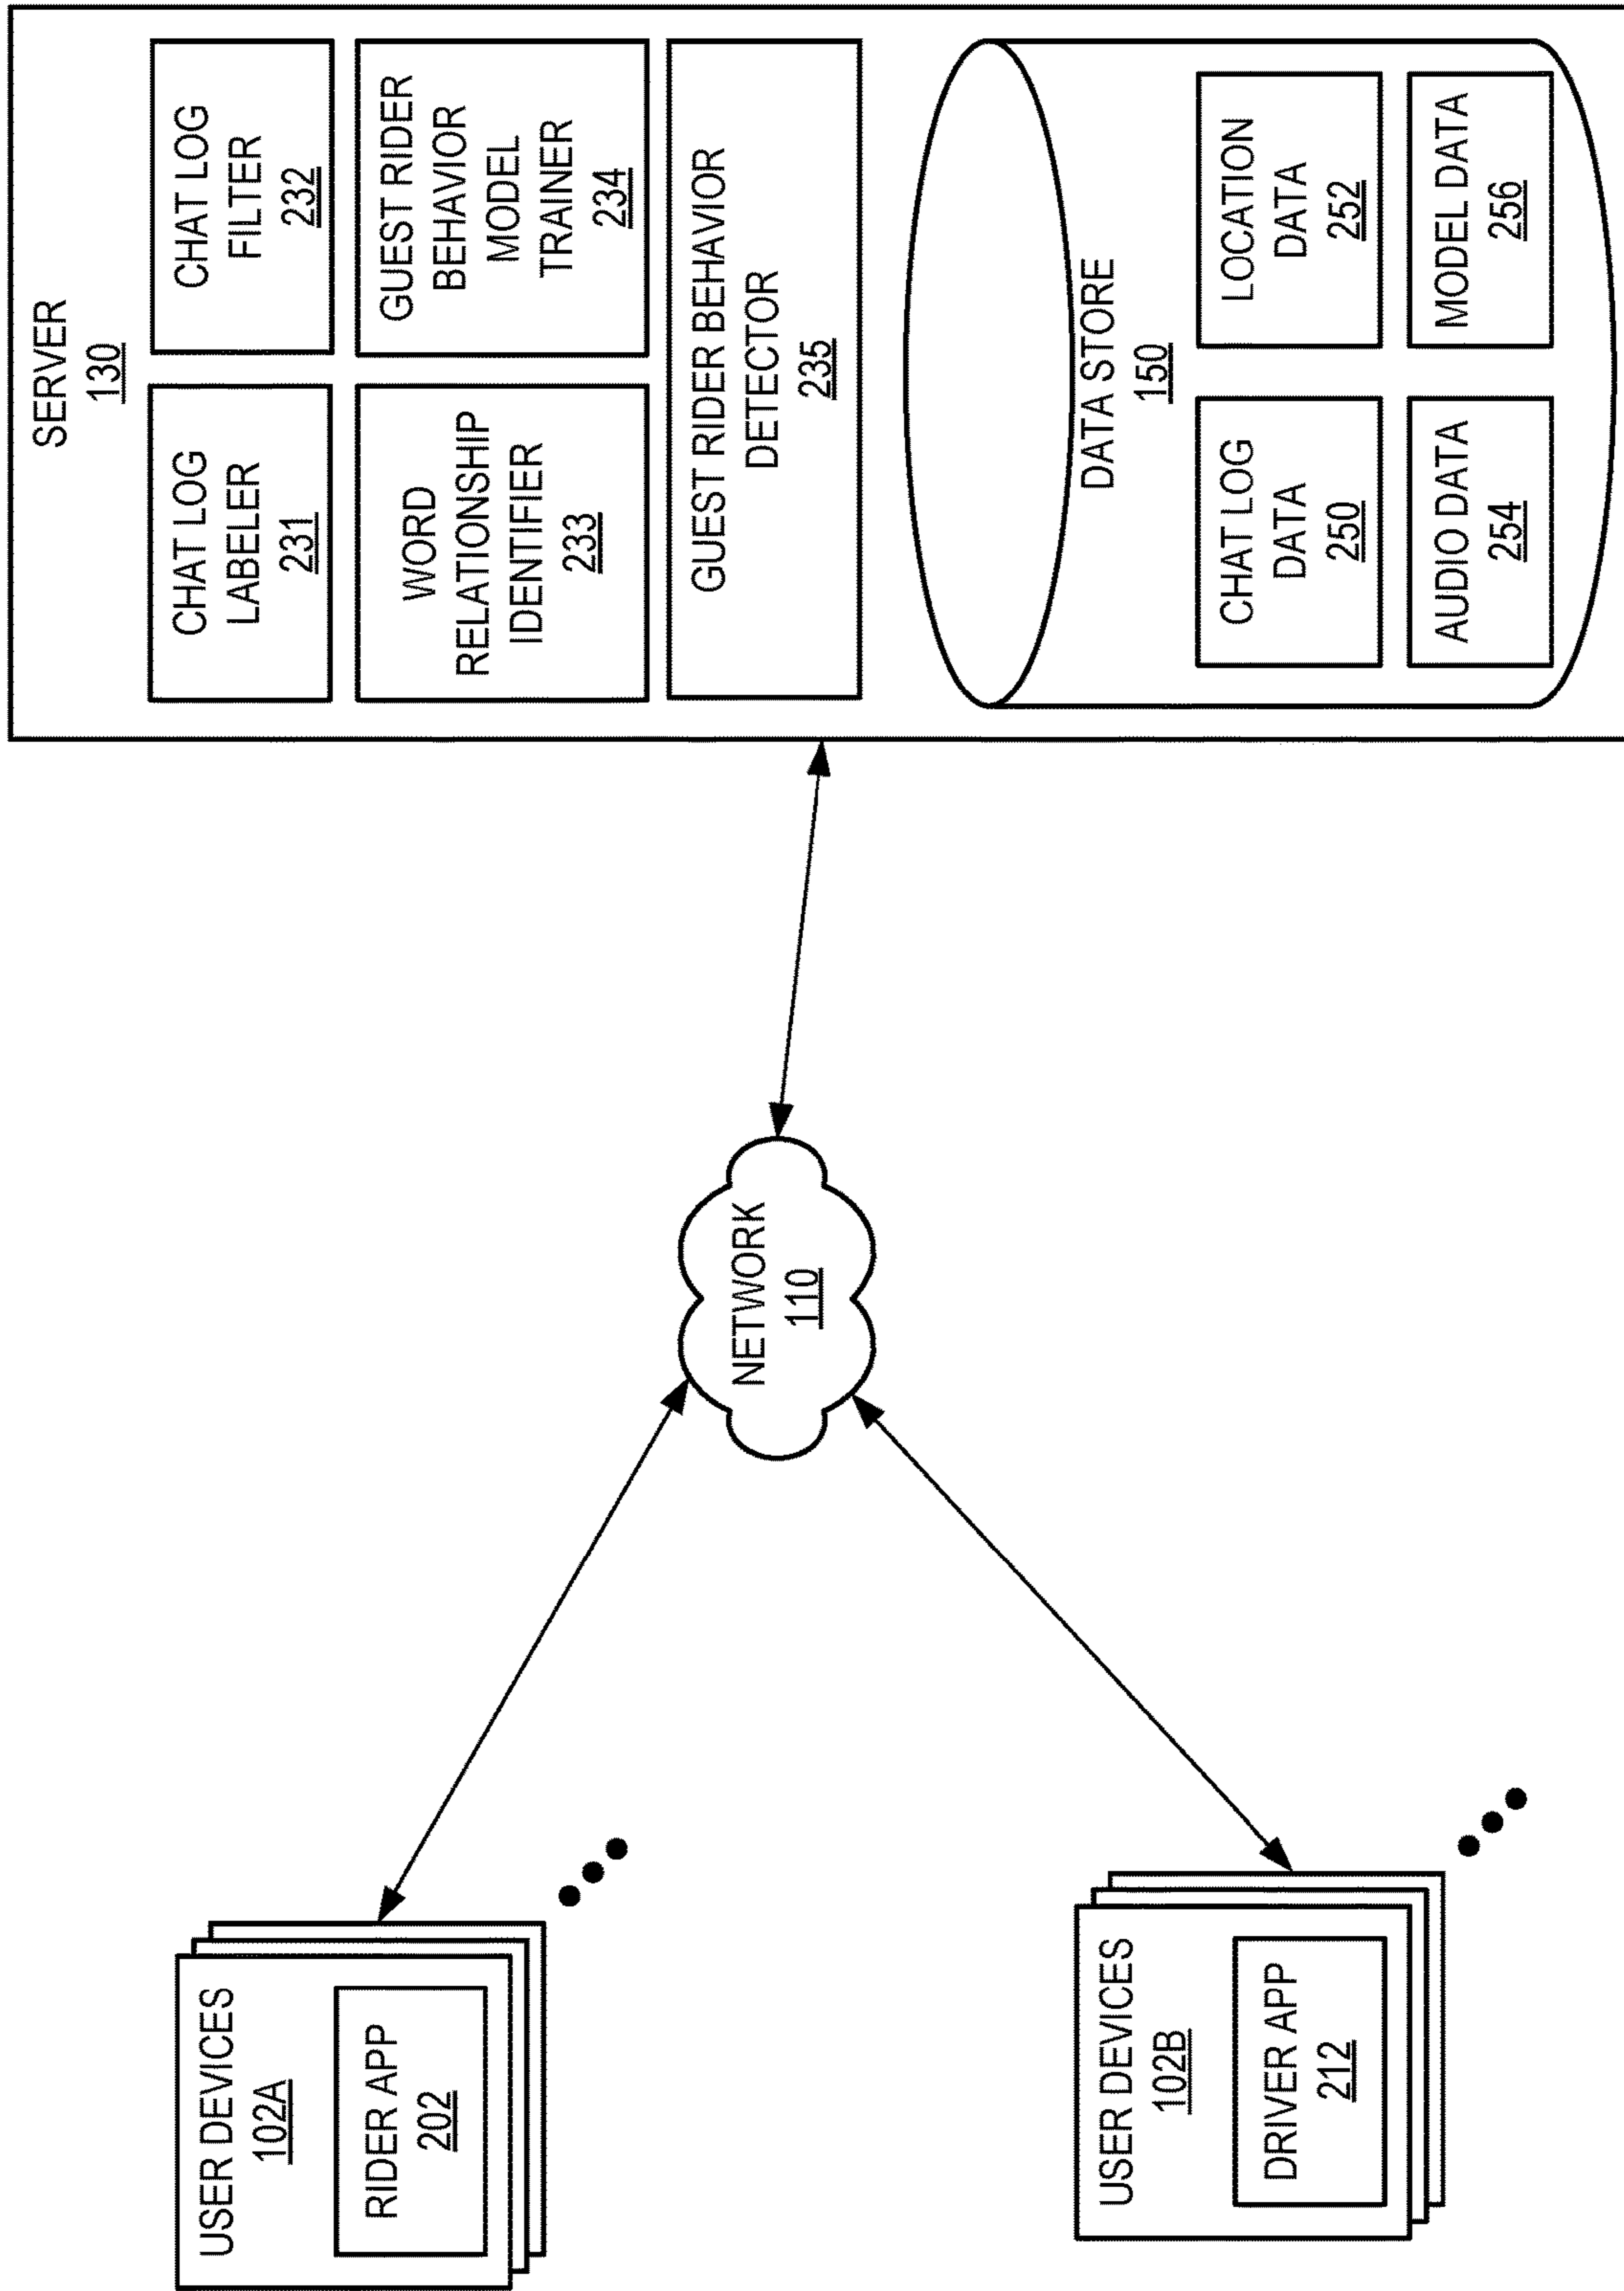 USER DEVICES
102A
RIDER APP
202
USER DEVICES
102B
DRIVER APP
212
NETWORK
110
SERVER
130
CHAT LOG
LABELER
231
CHAT LOG
FILTER
232
WORD
RELATIONSHIP
IDENTIFIER
233
GUEST RIDER
BEHAVIOR
MODEL
TRAINER
234
GUEST RIDER BEHAVIOR
DETECTOR
235
DATA STORE
150
CHAT LOG
DATA
250
LOCATION
DATA
252
AUDIO DATA
254
MODEL DATA
256